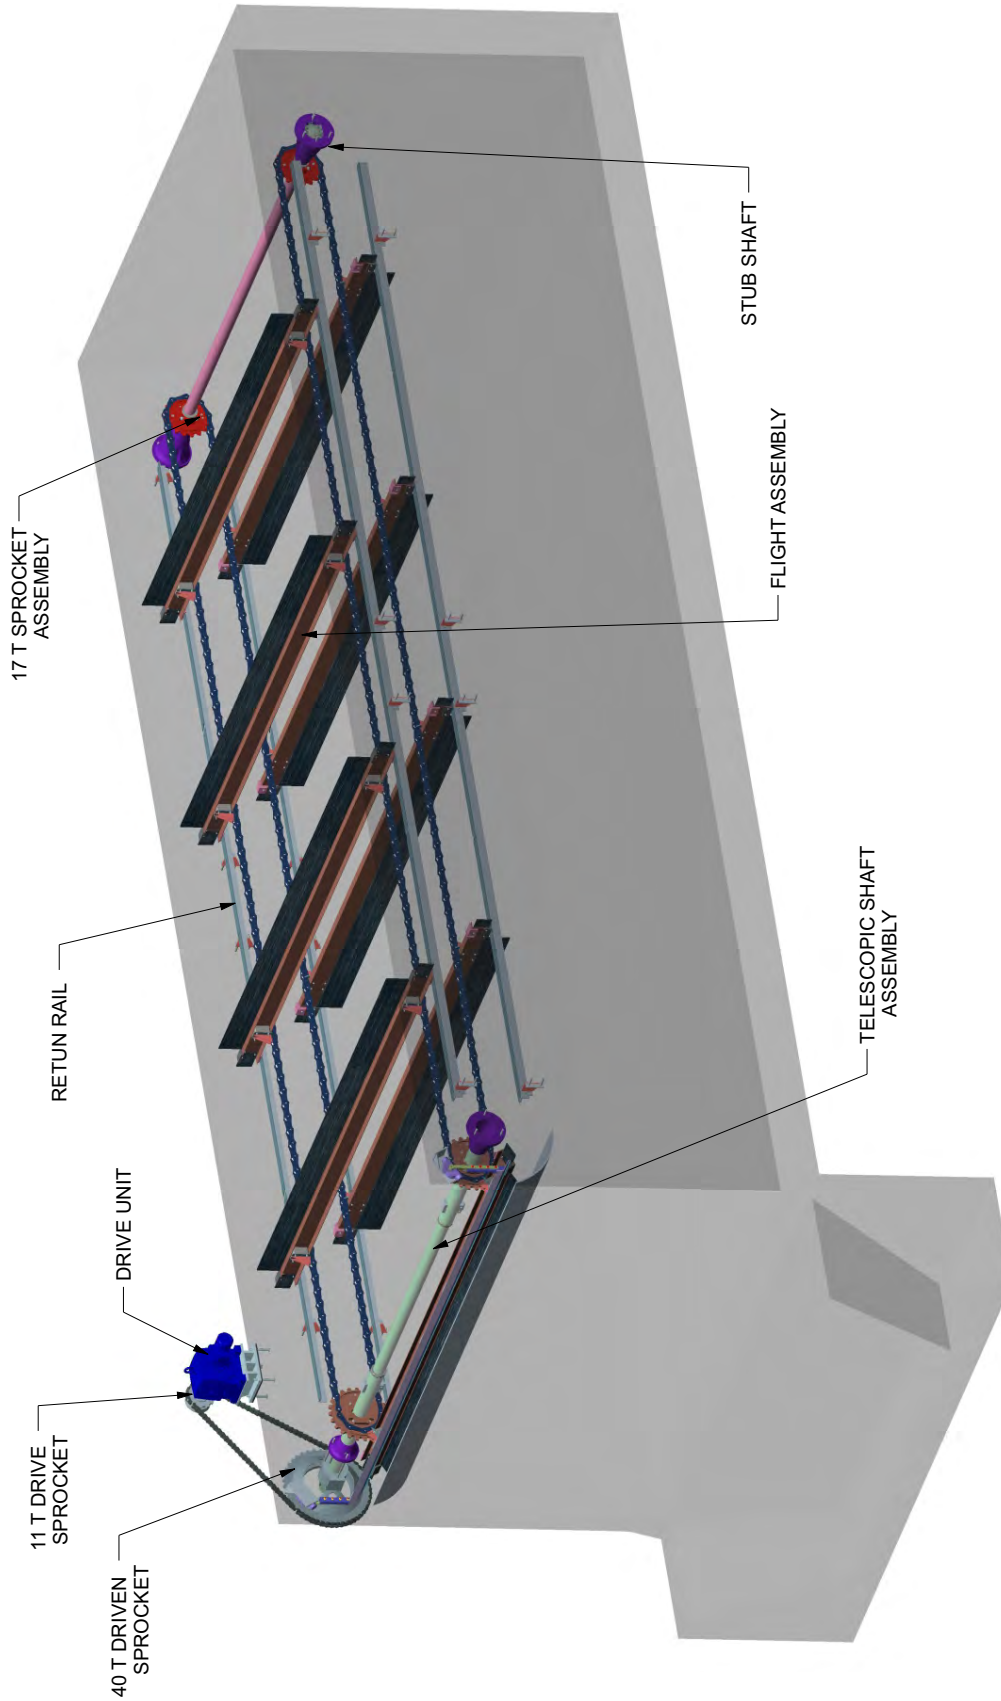 17 T SPROCKET
ASSEMBLY
RETUN RAIL
DRIVE UNIT
11 T DRIVE
SPROCKET
40 T DRIVEN
SPROCKET
STUB SHAFT
FLIGHT ASSEMBLY
TELESCOPIC SHAFT
ASSEMBLY